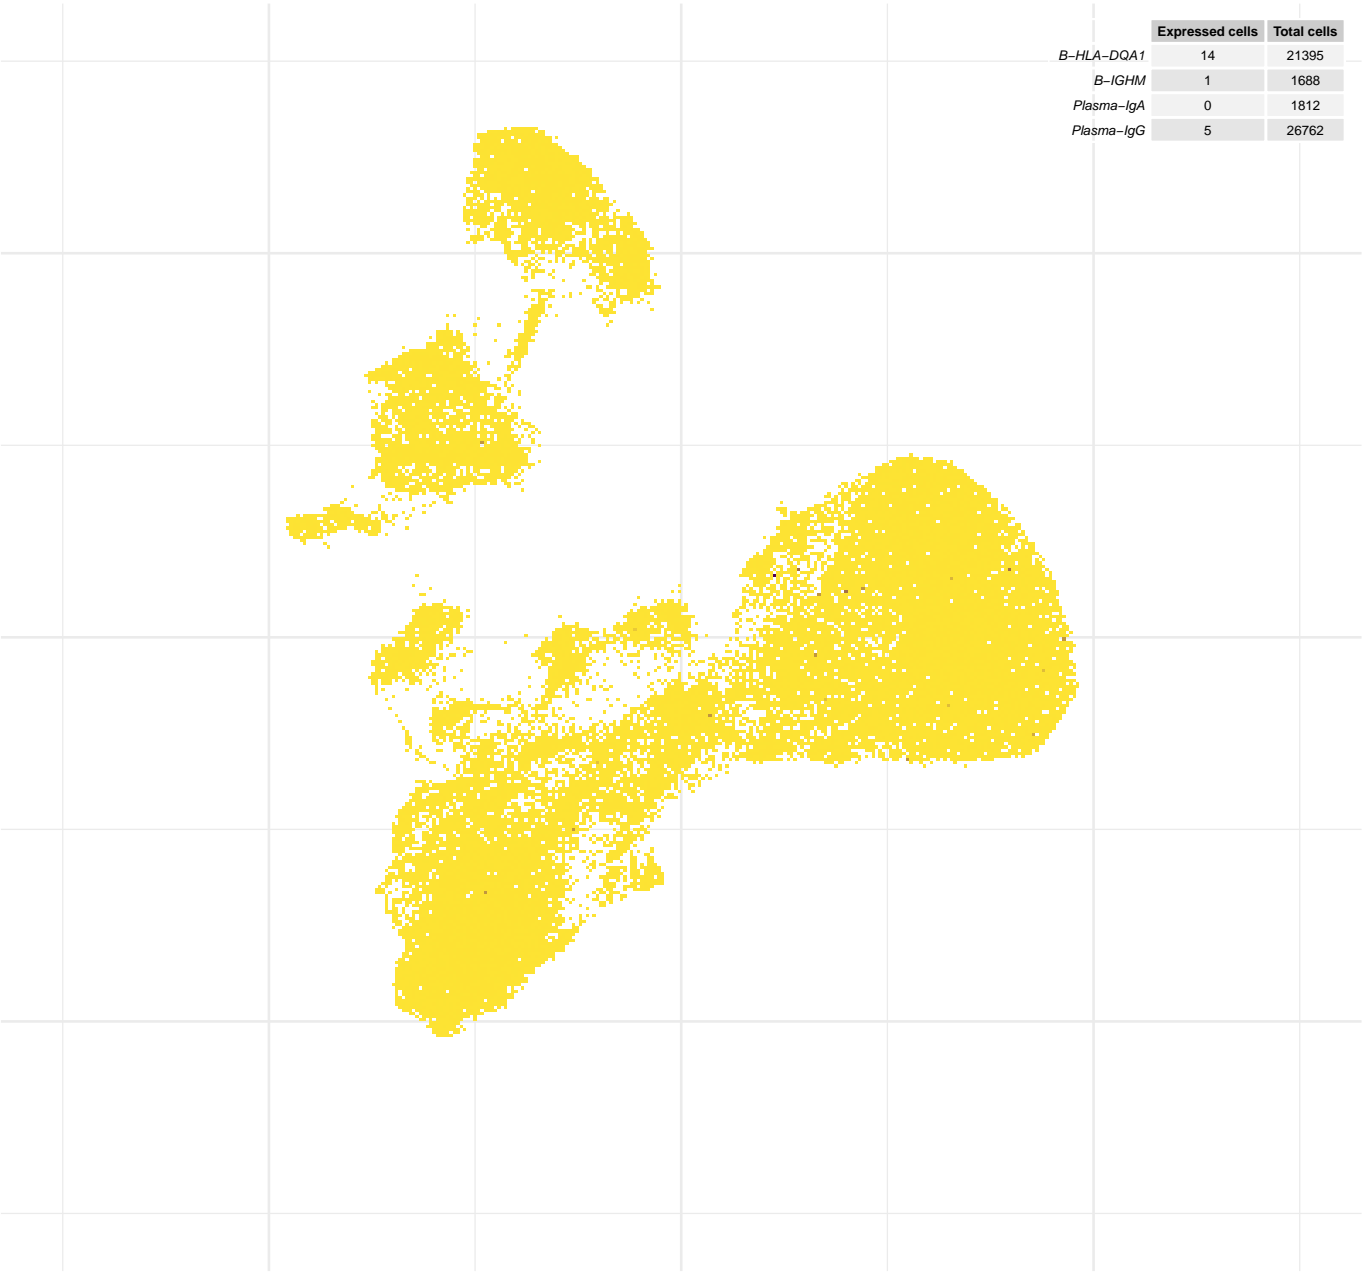 Expressed cells Total cells
B−HLA−DQA1 14 21395
B−IGHM 1 1688
Plasma−IgA 0 1812
Plasma−IgG 5 26762